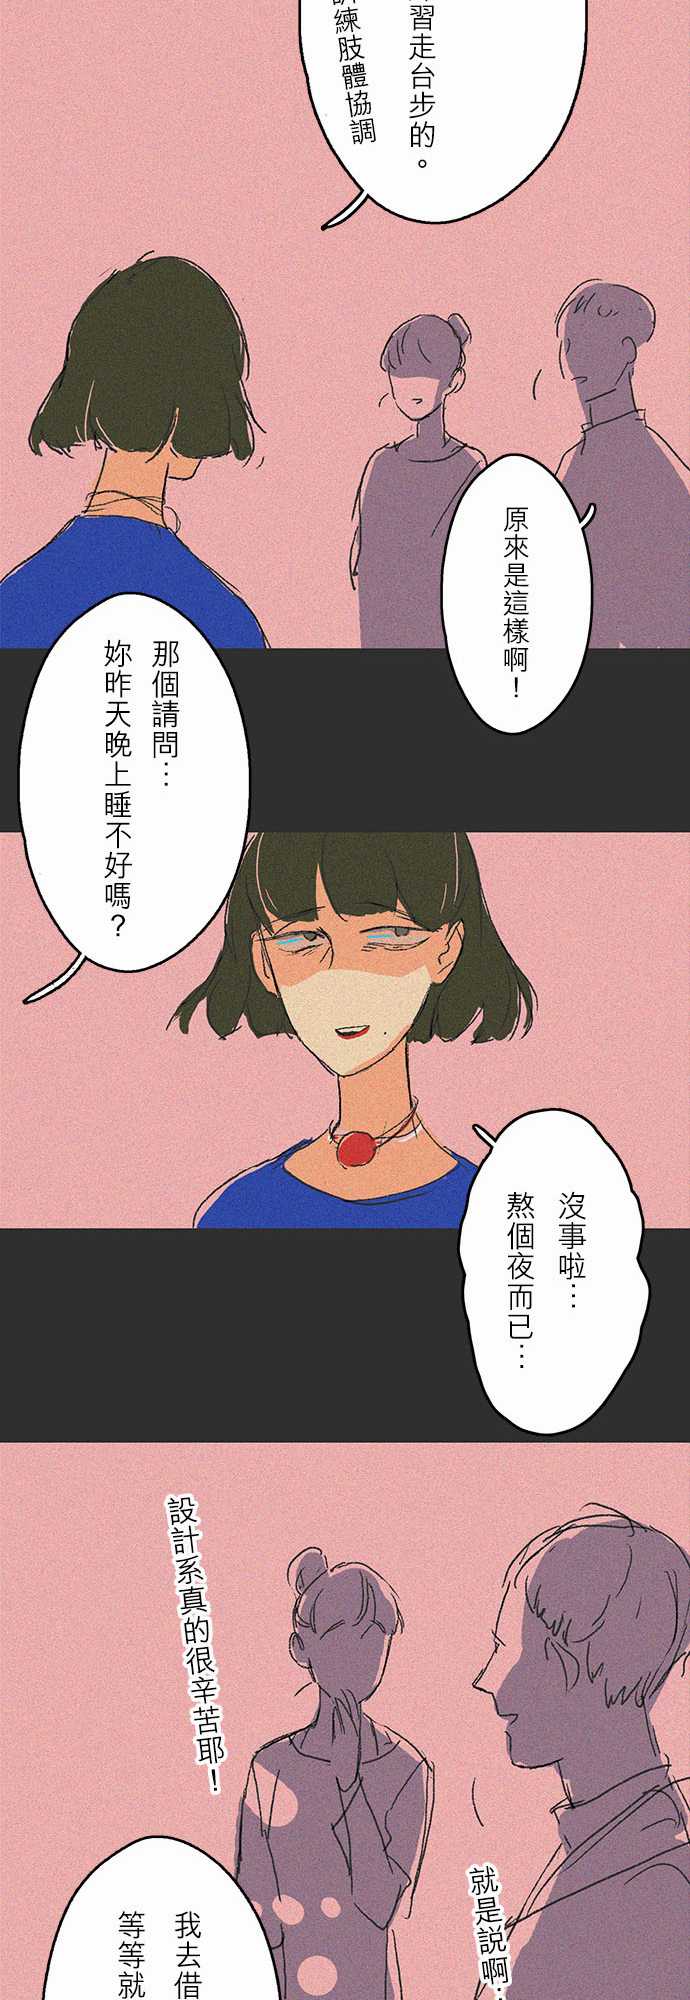 習走台步的。
訓練肢體協調
原來是這樣啊！
那個請問…
妳昨天晚上睡不好嗎？
沒事啦…
熬個夜而已…
設計系真的很辛苦耶！
就是說啊…
我去借
等等就